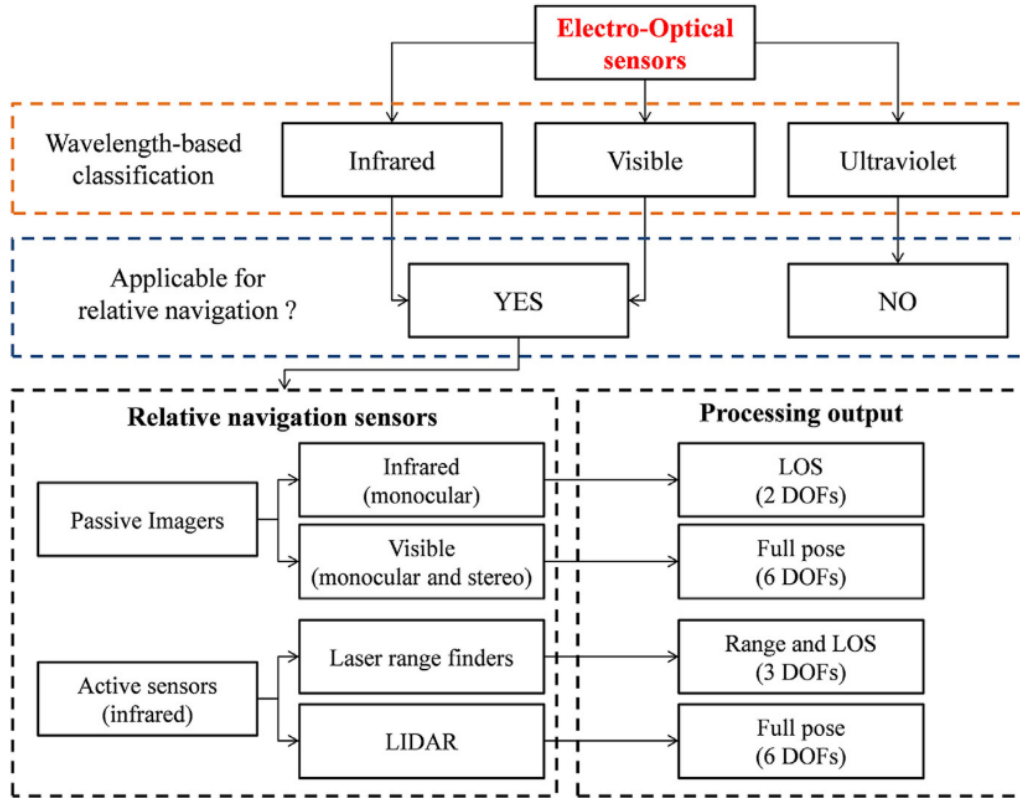 Electro-Optical
sensors
Wavelength-based
classification
Infrared
Visible
Ultraviolet
Applicable for
relative navigation ?
YES
NO
Relative navigation sensors
Processing output
Passive Imagers
Infrared
(monocular)
LOS
(2 DOFs)
Visible
(monocular and stereo)
Full pose
(6 DOFs)
Active sensors
(infrared)
Laser range finders
Range and LOS
(3 DOFs)
LIDAR
Full pose
(6 DOFs)